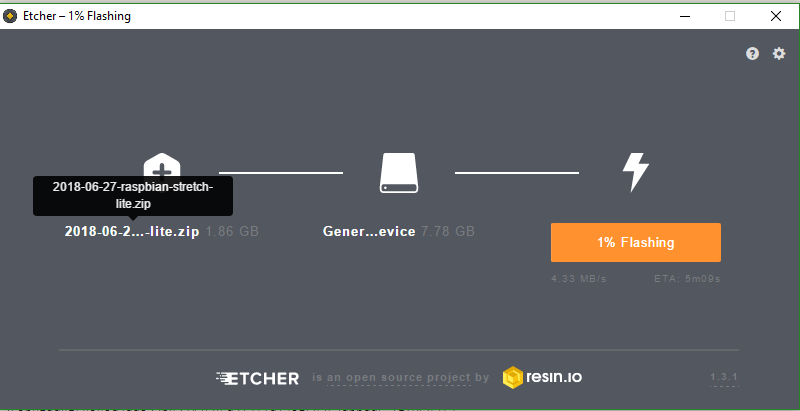 Etcher – 1% Flashing
2018-06-27-raspbian-stretch-
lite.zip
2018-06-2...-lite.zip 1.86 GB
Gener...evice 7.78 GB
1% Flashing
4.33 MB/s
ETA: 5m09s
ETCHER is an open source project by resin.io
1.3.1